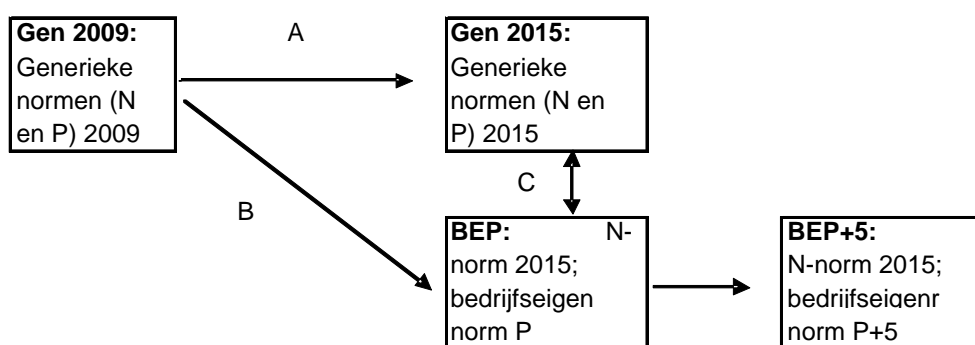 Gen 2009:
Generieke
normen (N
en P) 2009
A
Gen 2015:
Generieke
normen (N en
P) 2015
B
C
BEP: N-
norm 2015;
bedrijfseigen
norm P
BEP+5:
N-norm 2015;
bedrijfseigenr
norm P+5